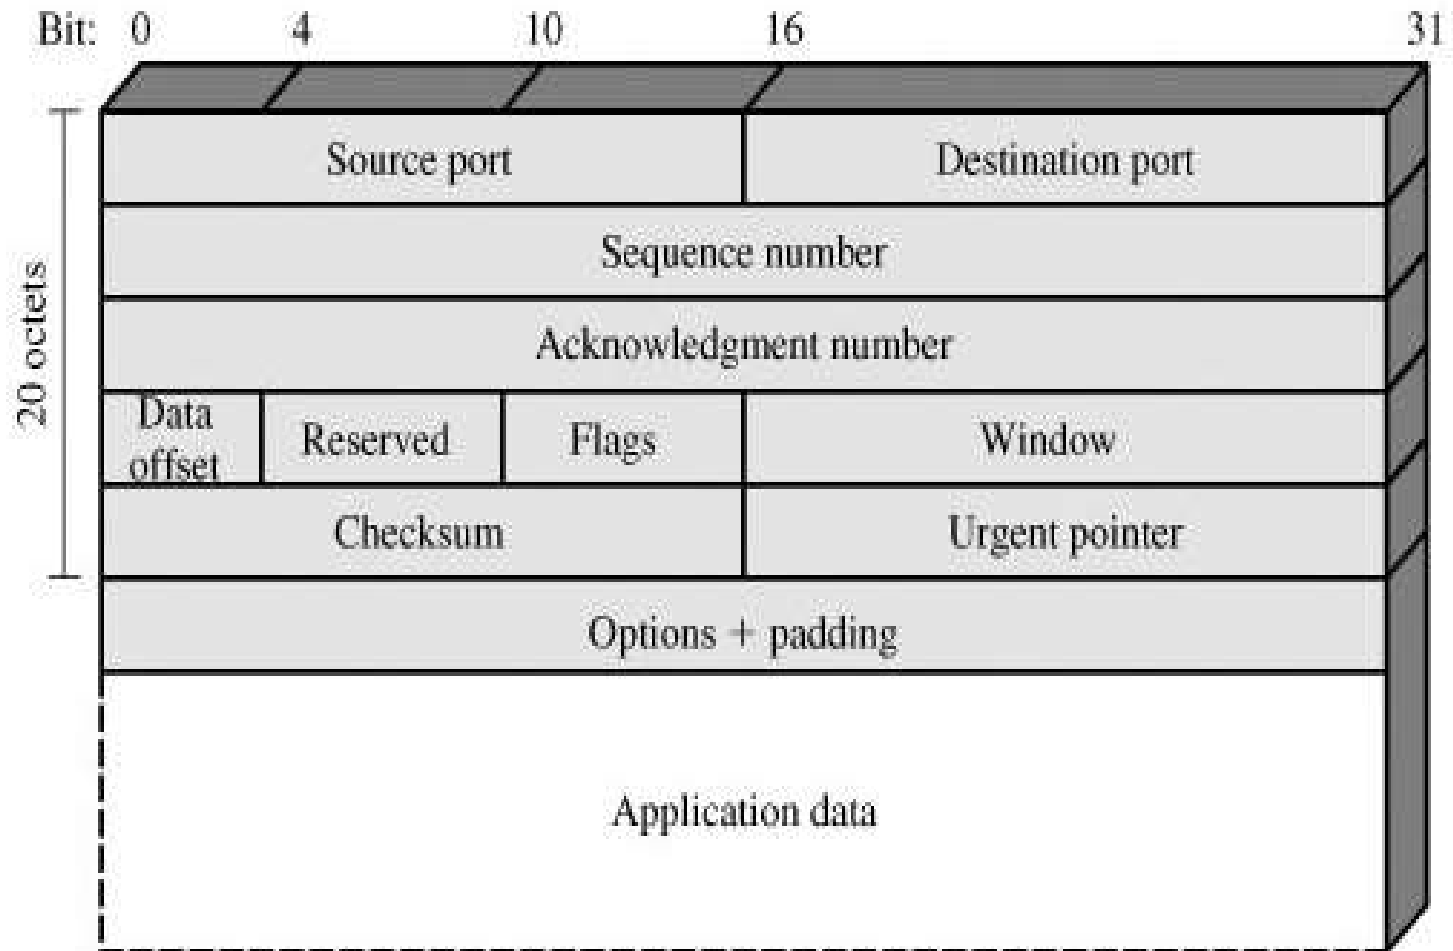 Bit: 0 4 10 16 31
Source port Destination port
Sequence number
Acknowledgment number
Data offset Reserved Flags Window
Checksum Urgent pointer
Options + padding
Application data
20 octets